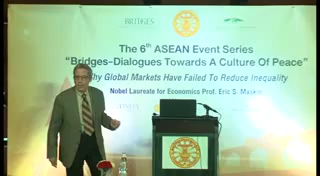 BRIDGES
The 6th ASEAN Event Series
"Bridges-Dialogues Towards A Culture Of Peace"
hy Global Markets Have Failed To Reduce Inequality
Nobel Laureate for Economics Prof. Eric S. Maskin